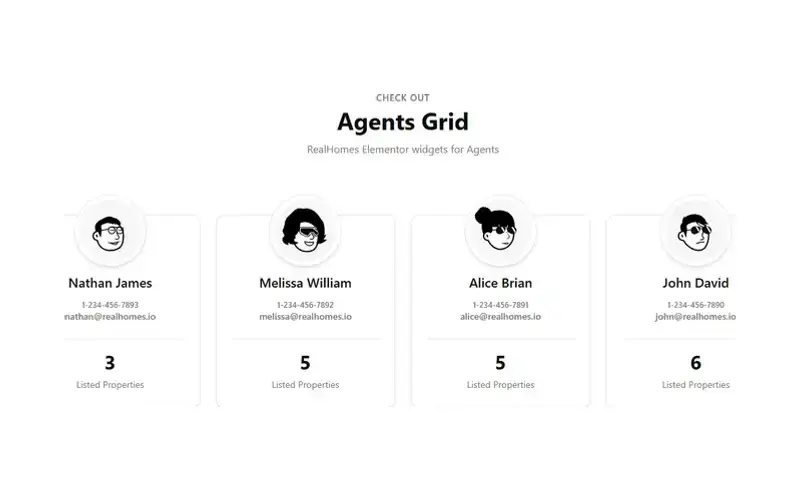 CHECK OUT
Agents Grid
RealHomes Elementor widgets for Agents
Nathan James
1-234-456-7893
nathan@realhomes.io
3
Listed Properties
Melissa William
1-234-456-7892
melissa@realhomes.io
5
Listed Properties
Alice Brian
1-234-456-7891
alice@realhomes.io
5
Listed Properties
John David
1-234-456-7890
john@realhomes.io
6
Listed Properties